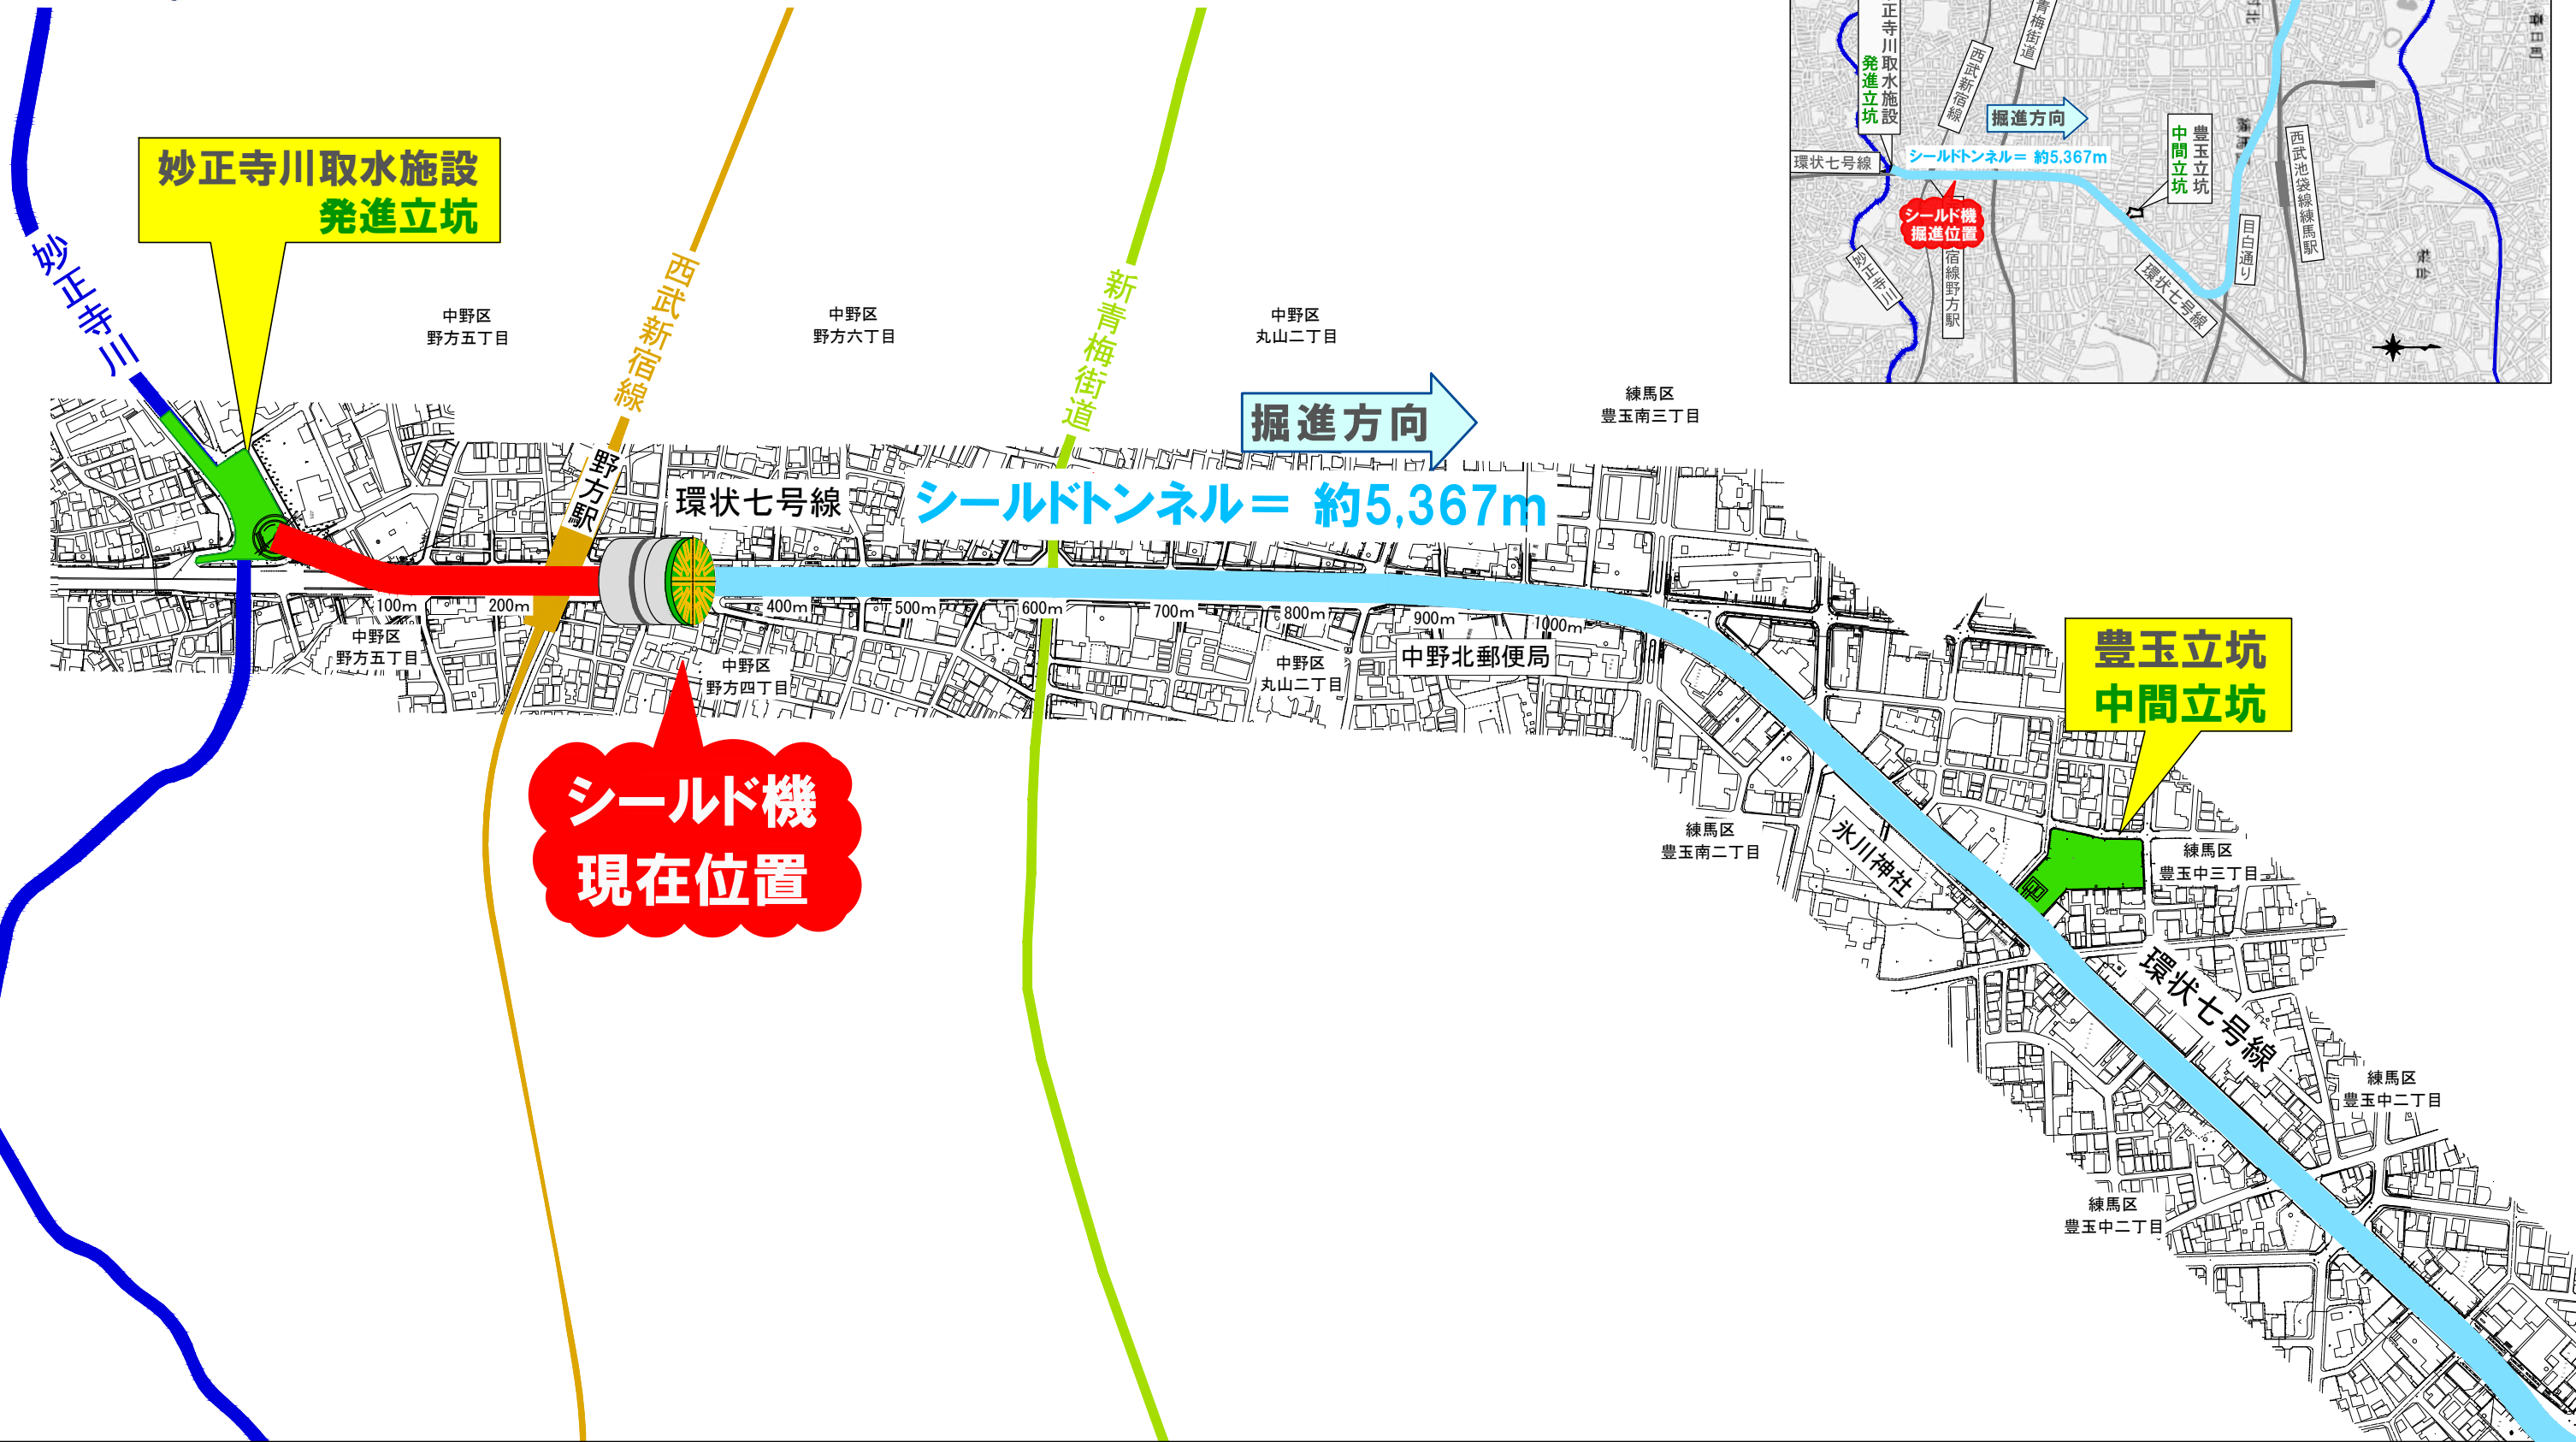 妙正寺川取水施設
発進立坑
妙正寺川
西武新宿線
新青梅街道
中野区
野方五丁目
中野区
野方六丁目
中野区
丸山二丁目
練馬区
豊玉南三丁目
掘進方向
野方駅
環状七号線
シールドトンネル＝ 約5,367m
100m
200m
400m
500m
600m
700m
800m
900m
1000m
中野区
野方五丁目
中野区
野方四丁目
中野区
丸山二丁目
中野北郵便局
シールド機
現在位置
豊玉立坑
中間立坑
練馬区
豊玉南二丁目
氷川神社
練馬区
豊玉中三丁目
環状七号線
練馬区
豊玉中二丁目
練馬区
豊玉中二丁目
正寺川取水施設
発進立坑
西武新宿線
青梅街道
掘進方向
環状七号線
シールドトンネル＝ 約5,367m
シールド機
掘進位置
宿線野方駅
妙正寺川
豊玉立坑
中間立坑
目白通り
環状七号線
西武池袋線練馬駅
春日町